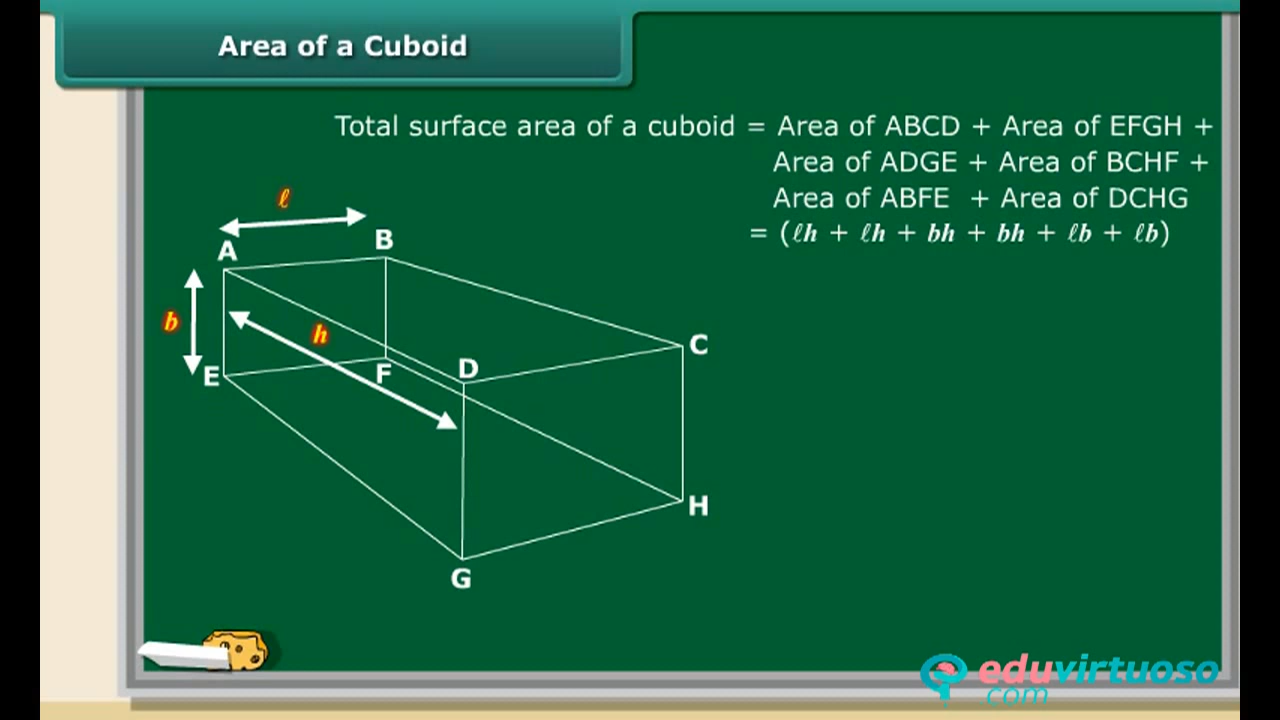 Area of a Cuboid
Total surface area of a cuboid = Area of ABCD + Area of EFGH +
Area of ADGE + Area of BCHF +
Area of ABFE + Area of DCHG
= (ℓh + ℓh + bh + bh + ℓb + ℓb)
ℓ
A
B
b
h
C
E
F
D
H
G
eduvirtuoso
.com